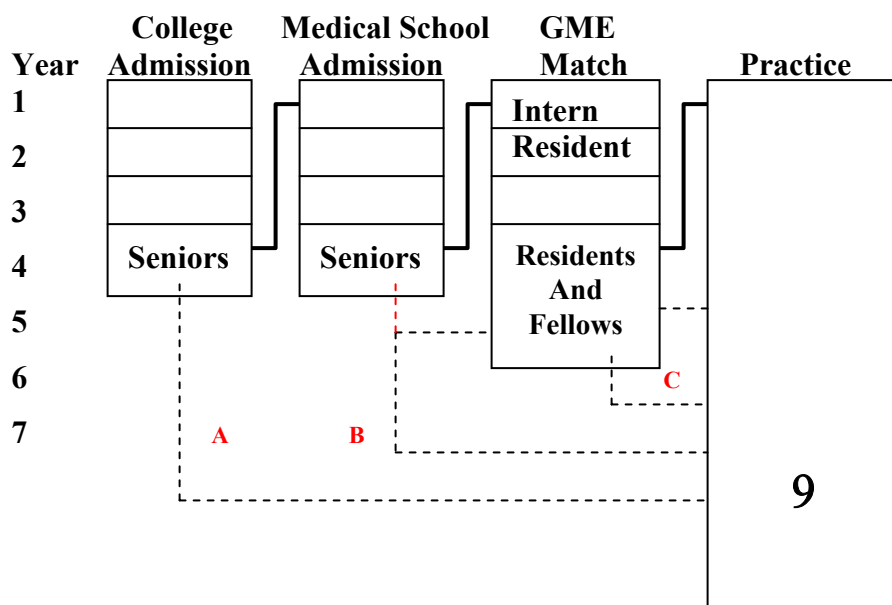 College Medical School GME
Year Admission Admission Match Practice
1 Intern
2 Resident
3
4 Seniors Seniors Residents
And
5 Fellows
6 C
7 A B
9